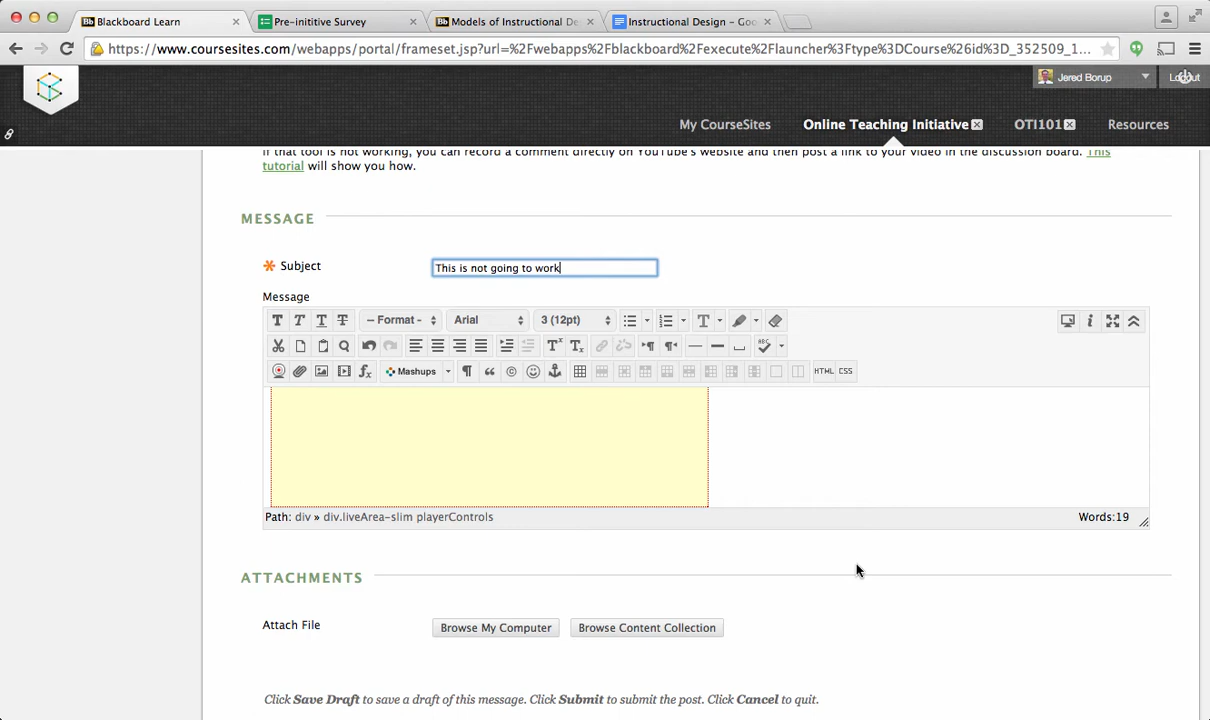 Blackboard Learn
Pre-inititive Survey
Models of Instructional De
Instructional Design – Goo
https://www.coursesites.com/webapps/portal/frameset.jsp?url=%2Fwebapps%2Fblackboard%2Fexecute%2Flauncher%3Ftype%3DCourse%26id%3D_352509_1...
Jered Borup
Logout
My CourseSites
Online Teaching Initiative
OTI101
Resources
If that tool is not working, you can record a comment directly on YouTube's website and then post a link to your video in the discussion board. This
tutorial will show you how.
MESSAGE
Subject
This is not going to work
Message
-- Format -
Arial
3 (12pt)
Mashups
HTML CSS
Path: div » div.liveArea-slim playerControls
Words:19
ATTACHMENTS
Attach File
Browse My Computer
Browse Content Collection
Click Save Draft to save a draft of this message. Click Submit to submit the post. Click Cancel to quit.